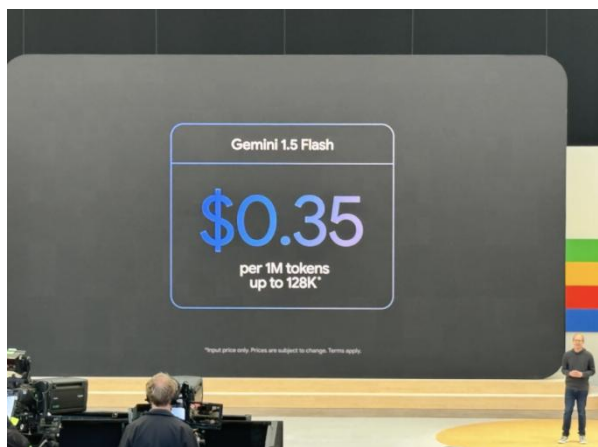 Gemini 1.5 Flash
$0.35
per 1M tokens
up to 128K*
*Input price only. Prices are subject to change. Terms apply.